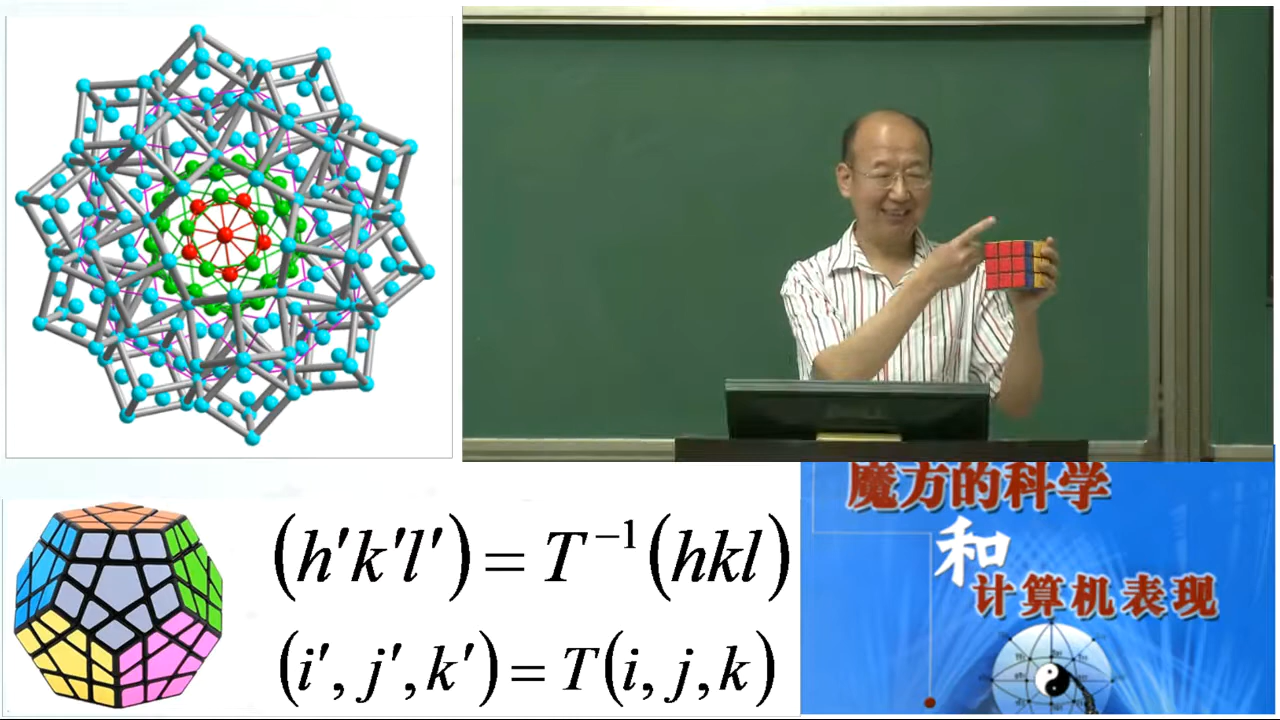 (h′k′l′) = T⁻¹(hkl)
(i′, j′, k′) = T(i, j, k)
魔方的科学
和
计算机表现